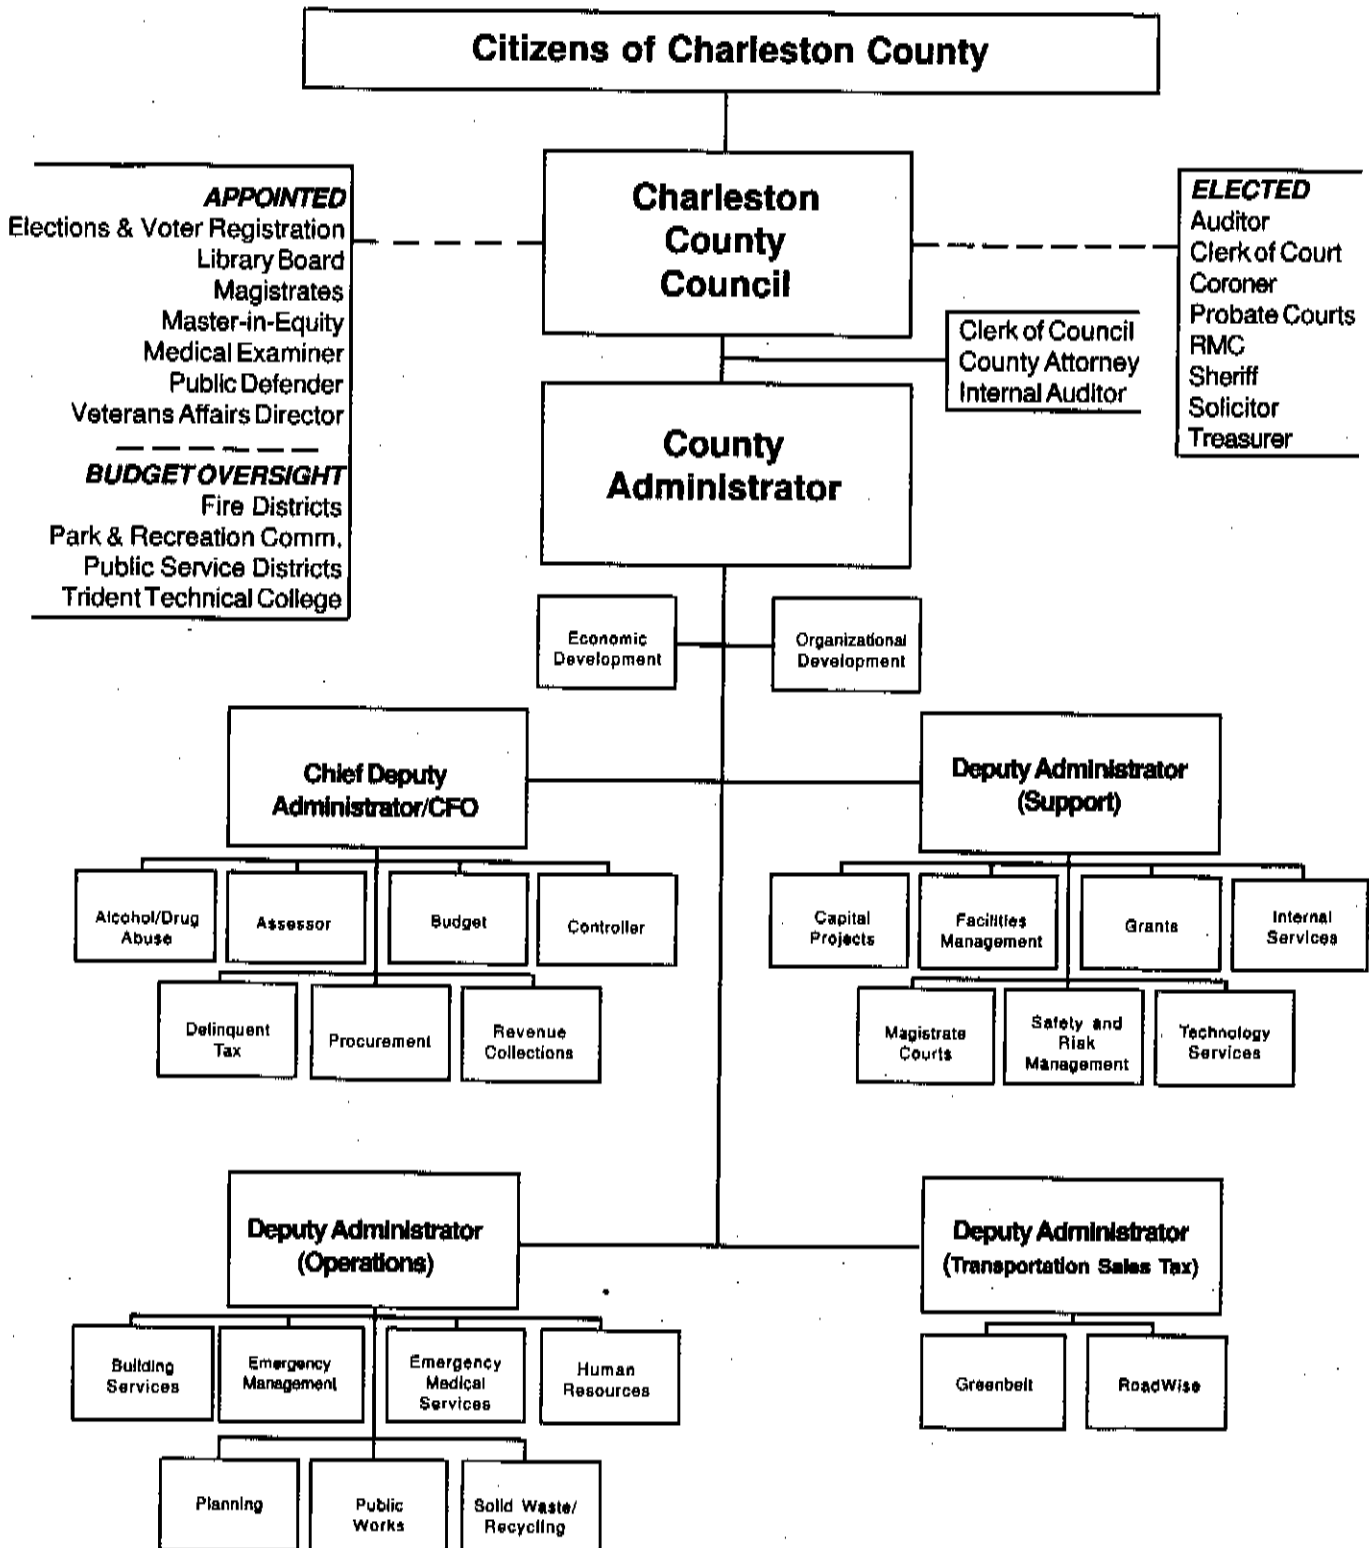 Citizens of Charleston County
Charleston
County
Council
APPOINTED
Elections & Voter Registration
Library Board
Magistrates
Master-in-Equity
Medical Examiner
Public Defender
Veterans Affairs Director
BUDGET OVERSIGHT
Fire Districts
Park & Recreation Comm.
Public Service Districts
Trident Technical College
ELECTED
Auditor
Clerk of Court
Coroner
Probate Courts
RMC
Sheriff
Solicitor
Treasurer
Clerk of Council
County Attorney
Internal Auditor
County
Administrator
Economic
Development
Organizational
Development
Chief Deputy
Administrator/CFO
Deputy Administrator
(Support)
Alcohol/Drug
Abuse
Assessor
Budget
Controller
Delinquent
Tax
Procurement
Revenue
Collections
Capital
Projects
Facilities
Management
Grants
Internal
Services
Magistrate
Courts
Safety and
Risk
Management
Technology
Services
Deputy Administrator
(Operations)
Deputy Administrator
(Transportation Sales Tax)
Building
Services
Emergency
Management
Emergency
Medical
Services
Human
Resources
Planning
Public
Works
Solid Waste/
Recycling
Greenbelt
RoadWise